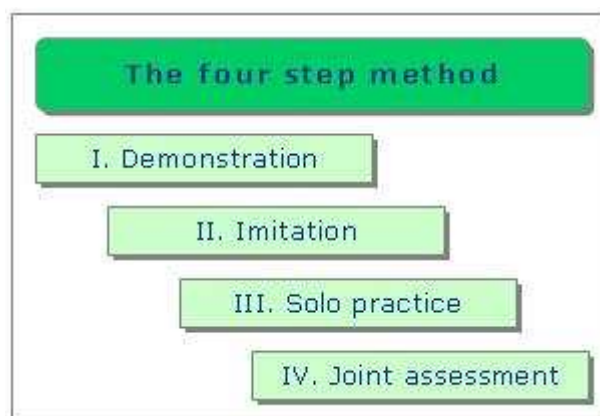 The four step method
I. Demonstration
II. Imitation
III. Solo practice
IV. Joint assessment